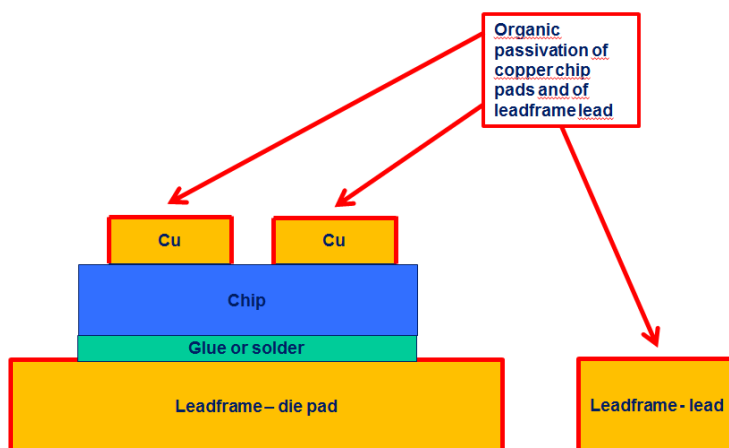 Organic
passivation of
copper chip
pads and of
leadframe lead
Cu
Cu
Chip
Glue or solder
Leadframe – die pad
Leadframe - lead